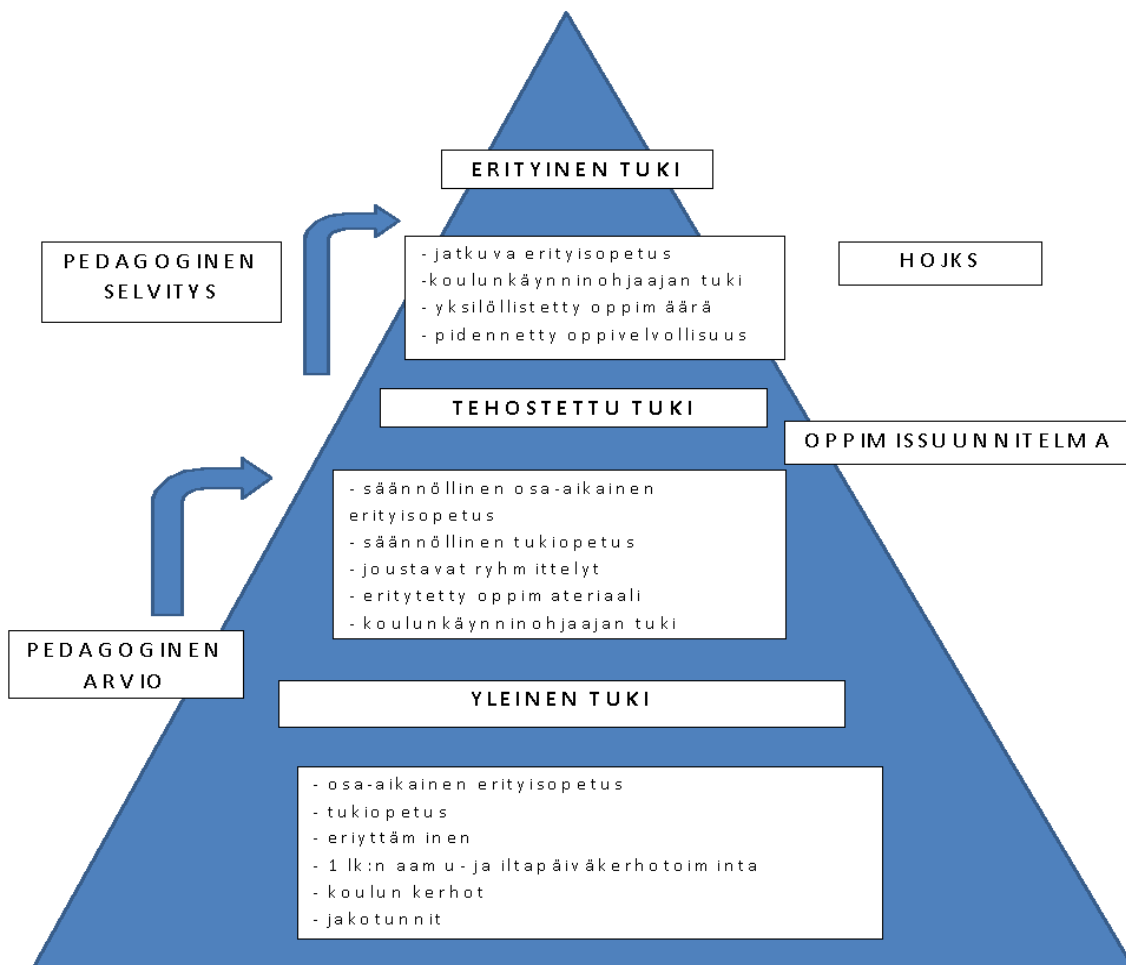 ERITYINEN TUKI
PEDAGOGINEN
SELVITYS
- jatkuva erityisopetus
-koulunkäynninohjaajan tuki
- yksilöllistetty oppimäärä
- pidennetty oppivelvollisuus
HOJKS
TEHOSTETTU TUKI
OPPIMISSUUNNITELMA
- säännöllinen osa-aikainen
erityisopetus
- säännöllinen tukiopetus
- joustavat ryhmittelyt
- eritytetty oppimateriaali
- koulunkäynninohjaajan tuki
PEDAGOGINEN
ARVIO
YLEINEN TUKI
- osa-aikainen erityisopetus
- tukiopetus
- eriyttäminen
- 1 lk:n aamu- ja iltapäiväkerhotoiminta
- koulun kerhot
- jakotunnit